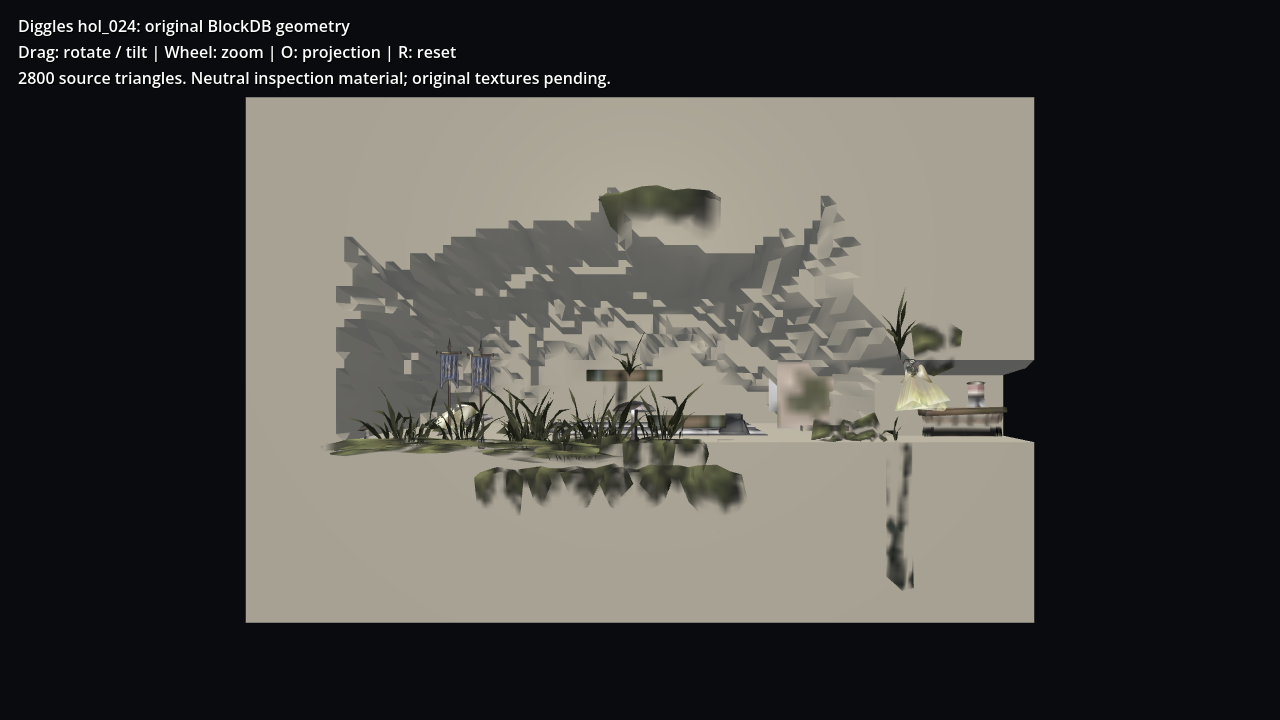 Diggles hol_024: original BlockDB geometry
Drag: rotate / tilt | Wheel: zoom | O: projection | R: reset
2800 source triangles. Neutral inspection material; original textures pending.